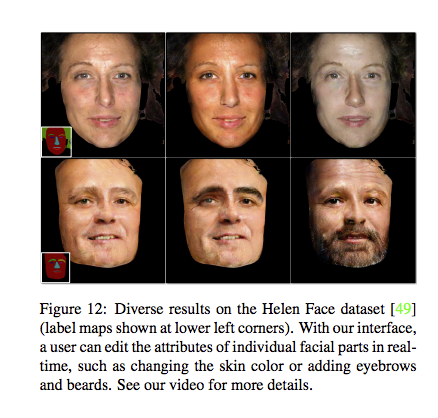 Figure 12: Diverse results on the Helen Face dataset [49]
(label maps shown at lower left corners). With our interface,
a user can edit the attributes of individual facial parts in real-
time, such as changing the skin color or adding eyebrows
and beards. See our video for more details.